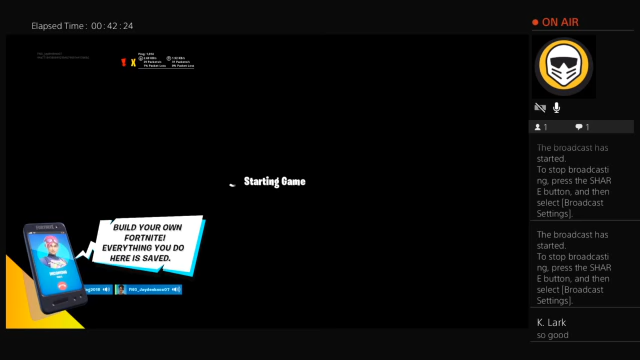 Elapsed Time : 00:42:24
ON AIR
1
1
Starting Game
BUILD YOUR OWN
FORTNITE!
EVERYTHING YOU DO
HERE IS SAVED.
The broadcast has
started.
To stop broadcasti
ng, press the SHAR
E button, and then
select [Broadcast
Settings].
The broadcast has
started.
To stop broadcasti
ng, press the SHAR
E button, and then
select [Broadcast
Settings].
K. Lark
so good